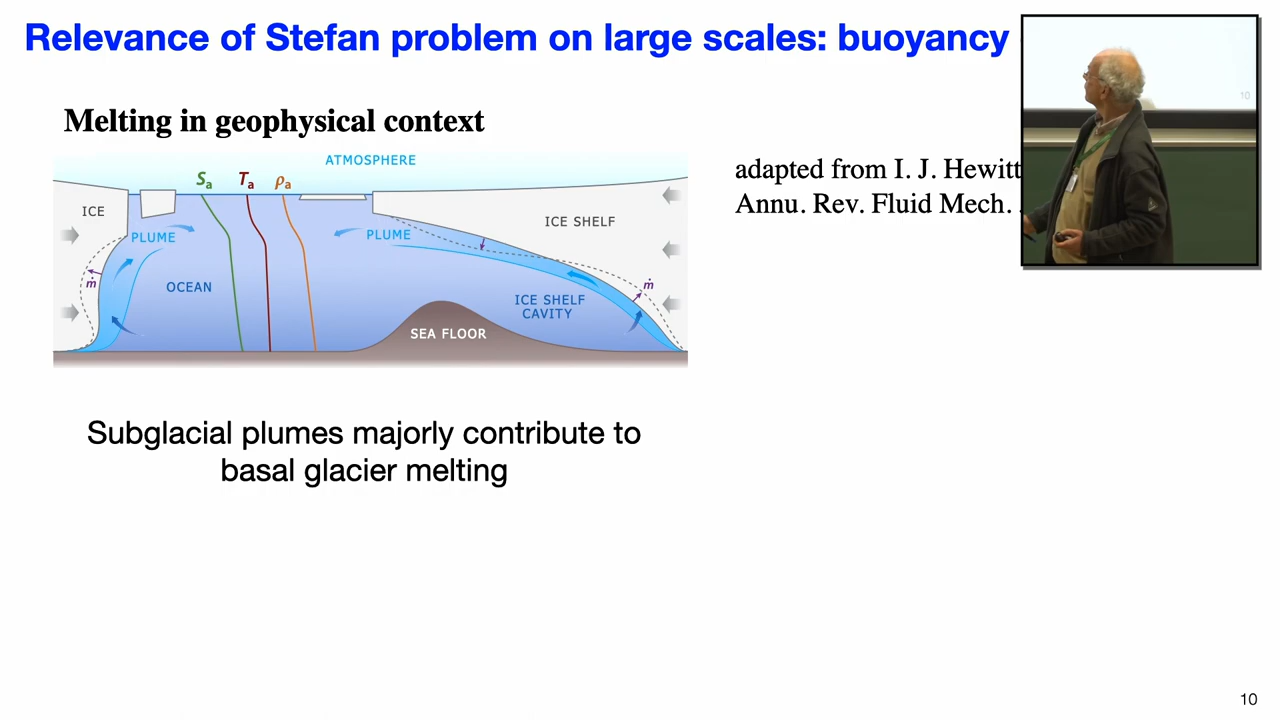 Relevance of Stefan problem on large scales: buoyancy
Melting in geophysical context
adapted from I. J. Hewitt
Annu. Rev. Fluid Mech.
ATMOSPHERE
Sa Ta ρa
ICE
ICE SHELF
PLUME
PLUME
ṁ
ṁ
OCEAN
ICE SHELF
CAVITY
SEA FLOOR
Subglacial plumes majorly contribute to
basal glacier melting
10
10